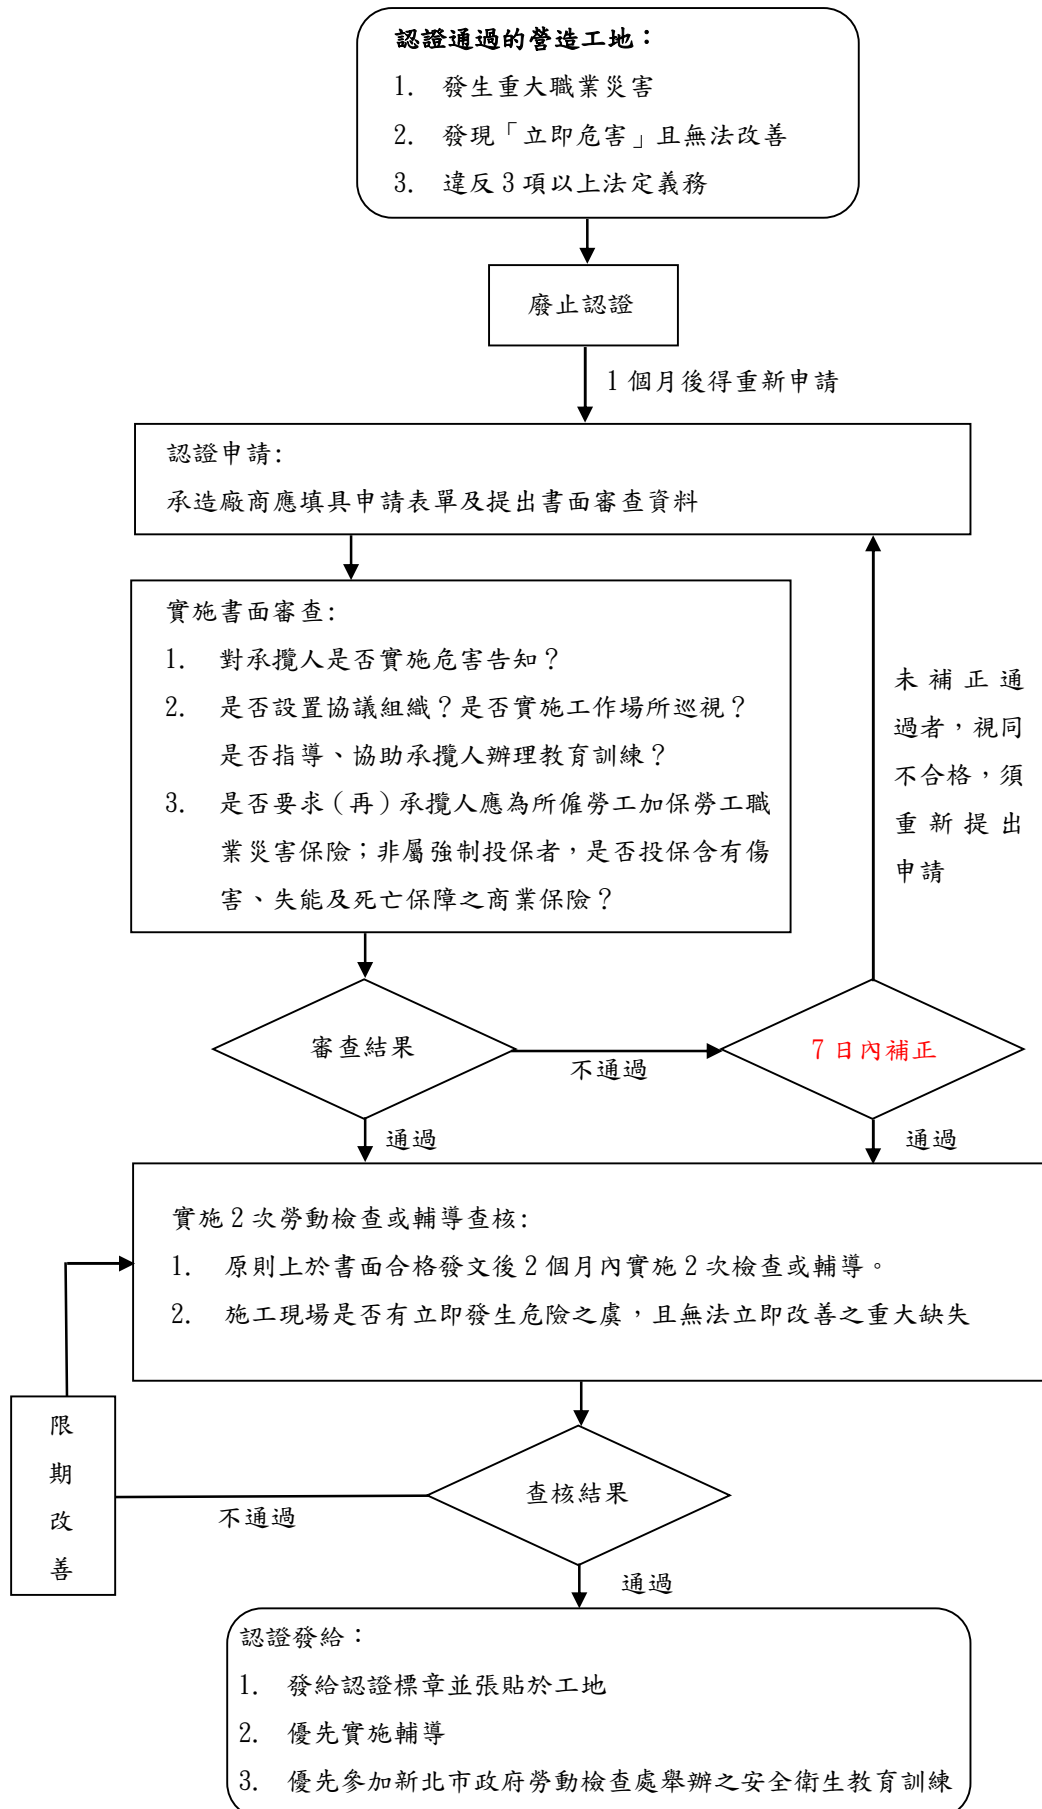 認證通過的營造工地：
1. 發生重大職業災害
2. 發現「立即危害」且無法改善
3. 違反 3 項以上法定義務
廢止認證
1 個月後得重新申請
認證申請:
承造廠商應填具申請表單及提出書面審查資料
實施書面審查:
1. 對承攬人是否實施危害告知？
2. 是否設置協議組織？是否實施工作場所巡視？
是否指導、協助承攬人辦理教育訓練？
3. 是否要求（再）承攬人應為所僱勞工加保勞工職
業災害保險；非屬強制投保者，是否投保含有傷
害、失能及死亡保障之商業保險？
未補正通
過者，視同
不合格，須
重新提出
申請
審查結果
不通過
7 日內補正
通過
通過
實施 2 次勞動檢查或輔導查核:
1. 原則上於書面合格發文後 2 個月內實施 2 次檢查或輔導。
2. 施工現場是否有立即發生危險之虞，且無法立即改善之重大缺失
限
期
改
善
不通過
查核結果
通過
認證發給：
1. 發給認證標章並張貼於工地
2. 優先實施輔導
3. 優先參加新北市政府勞動檢查處舉辦之安全衛生教育訓練